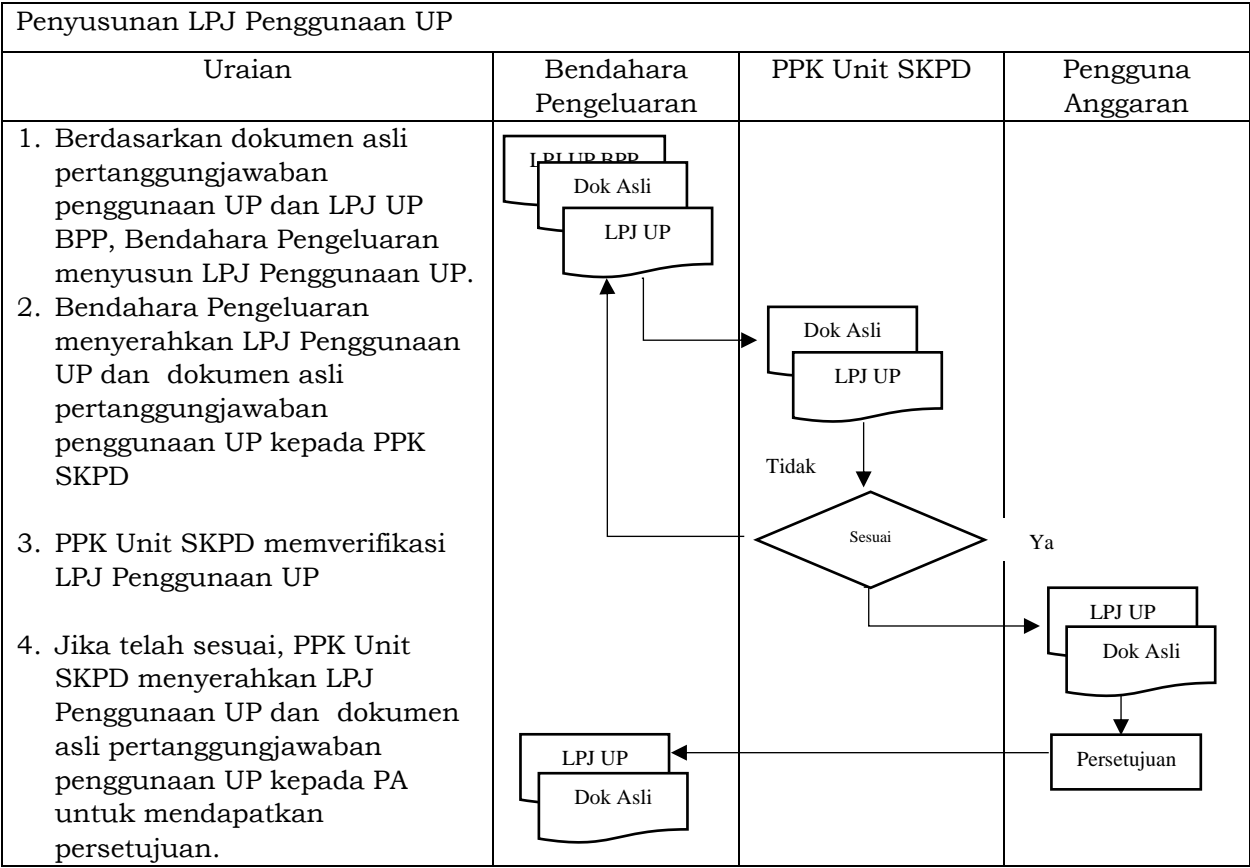 Penyusunan LPJ Penggunaan UP
Uraian
Bendahara
Pengeluaran
PPK Unit SKPD
Pengguna
Anggaran
1. Berdasarkan dokumen asli
pertanggungjawaban
penggunaan UP dan LPJ UP
BPP, Bendahara Pengeluaran
menyusun LPJ Penggunaan UP.
2. Bendahara Pengeluaran
menyerahkan LPJ Penggunaan
UP dan dokumen asli
pertanggungjawaban
penggunaan UP kepada PPK
SKPD
3. PPK Unit SKPD memverifikasi
LPJ Penggunaan UP
4. Jika telah sesuai, PPK Unit
SKPD menyerahkan LPJ
Penggunaan UP dan dokumen
asli pertanggungjawaban
penggunaan UP kepada PA
untuk mendapatkan
persetujuan.
LPJ UP BPP
Dok Asli
LPJ UP
Dok Asli
LPJ UP
Tidak
Sesuai
Ya
LPJ UP
Dok Asli
Persetujuan
LPJ UP
Dok Asli